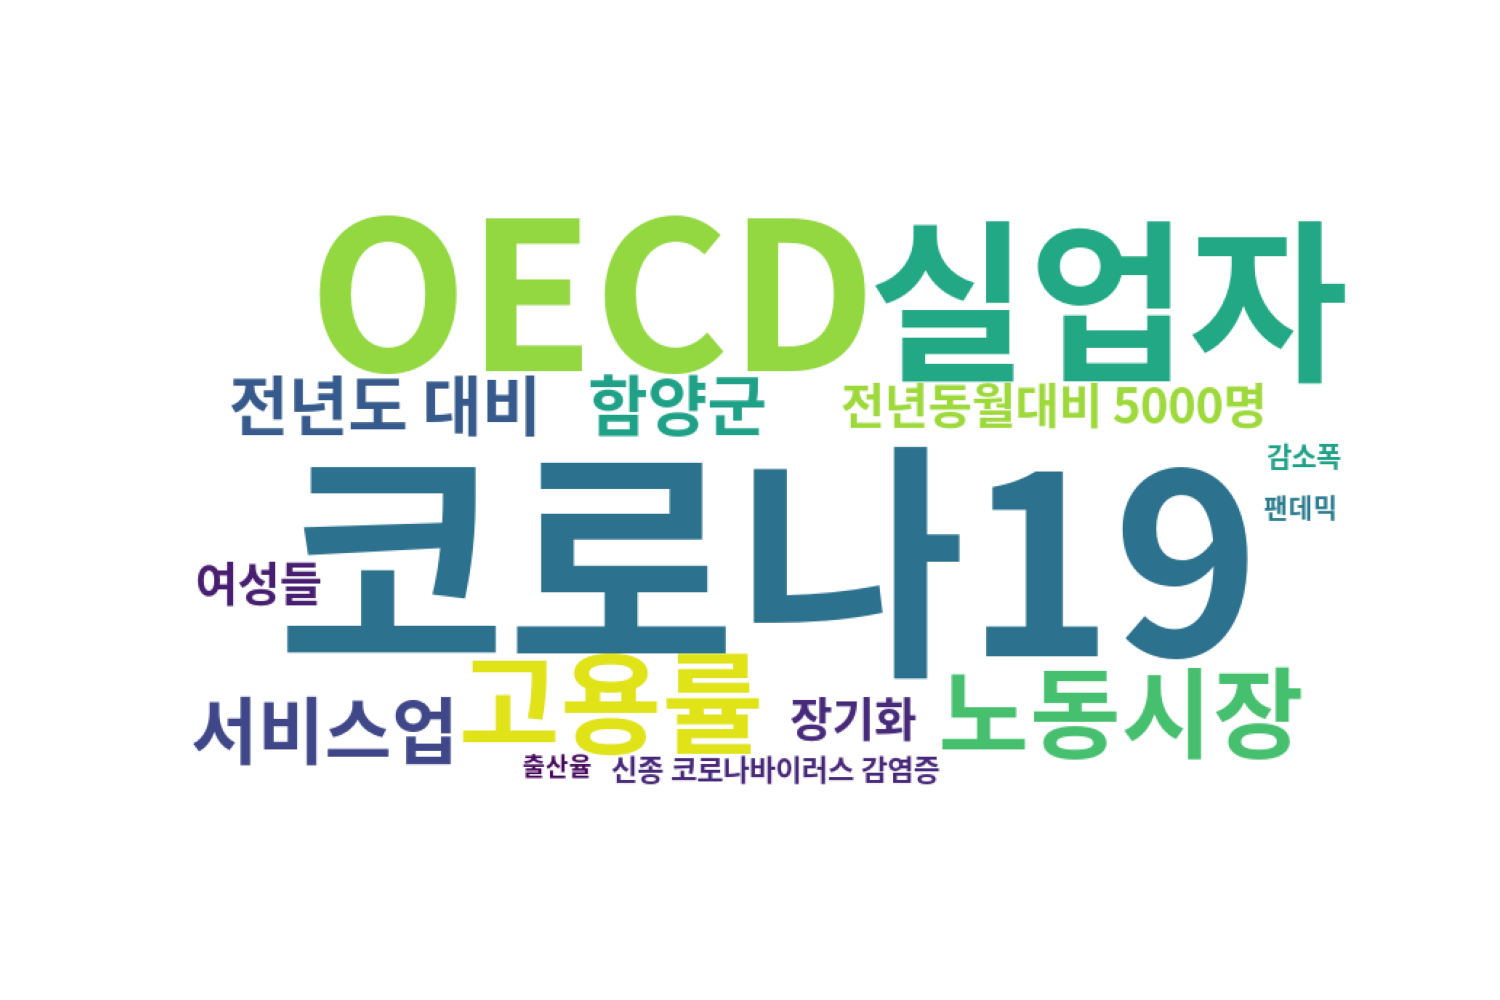 OECD 실업자
전년도 대비 함양군 전년동월대비 5000명
감소폭
코로나19
팬데믹
여성들
고용률
서비스업 장기화 노동시장
출산율 신종 코로나바이러스 감염증